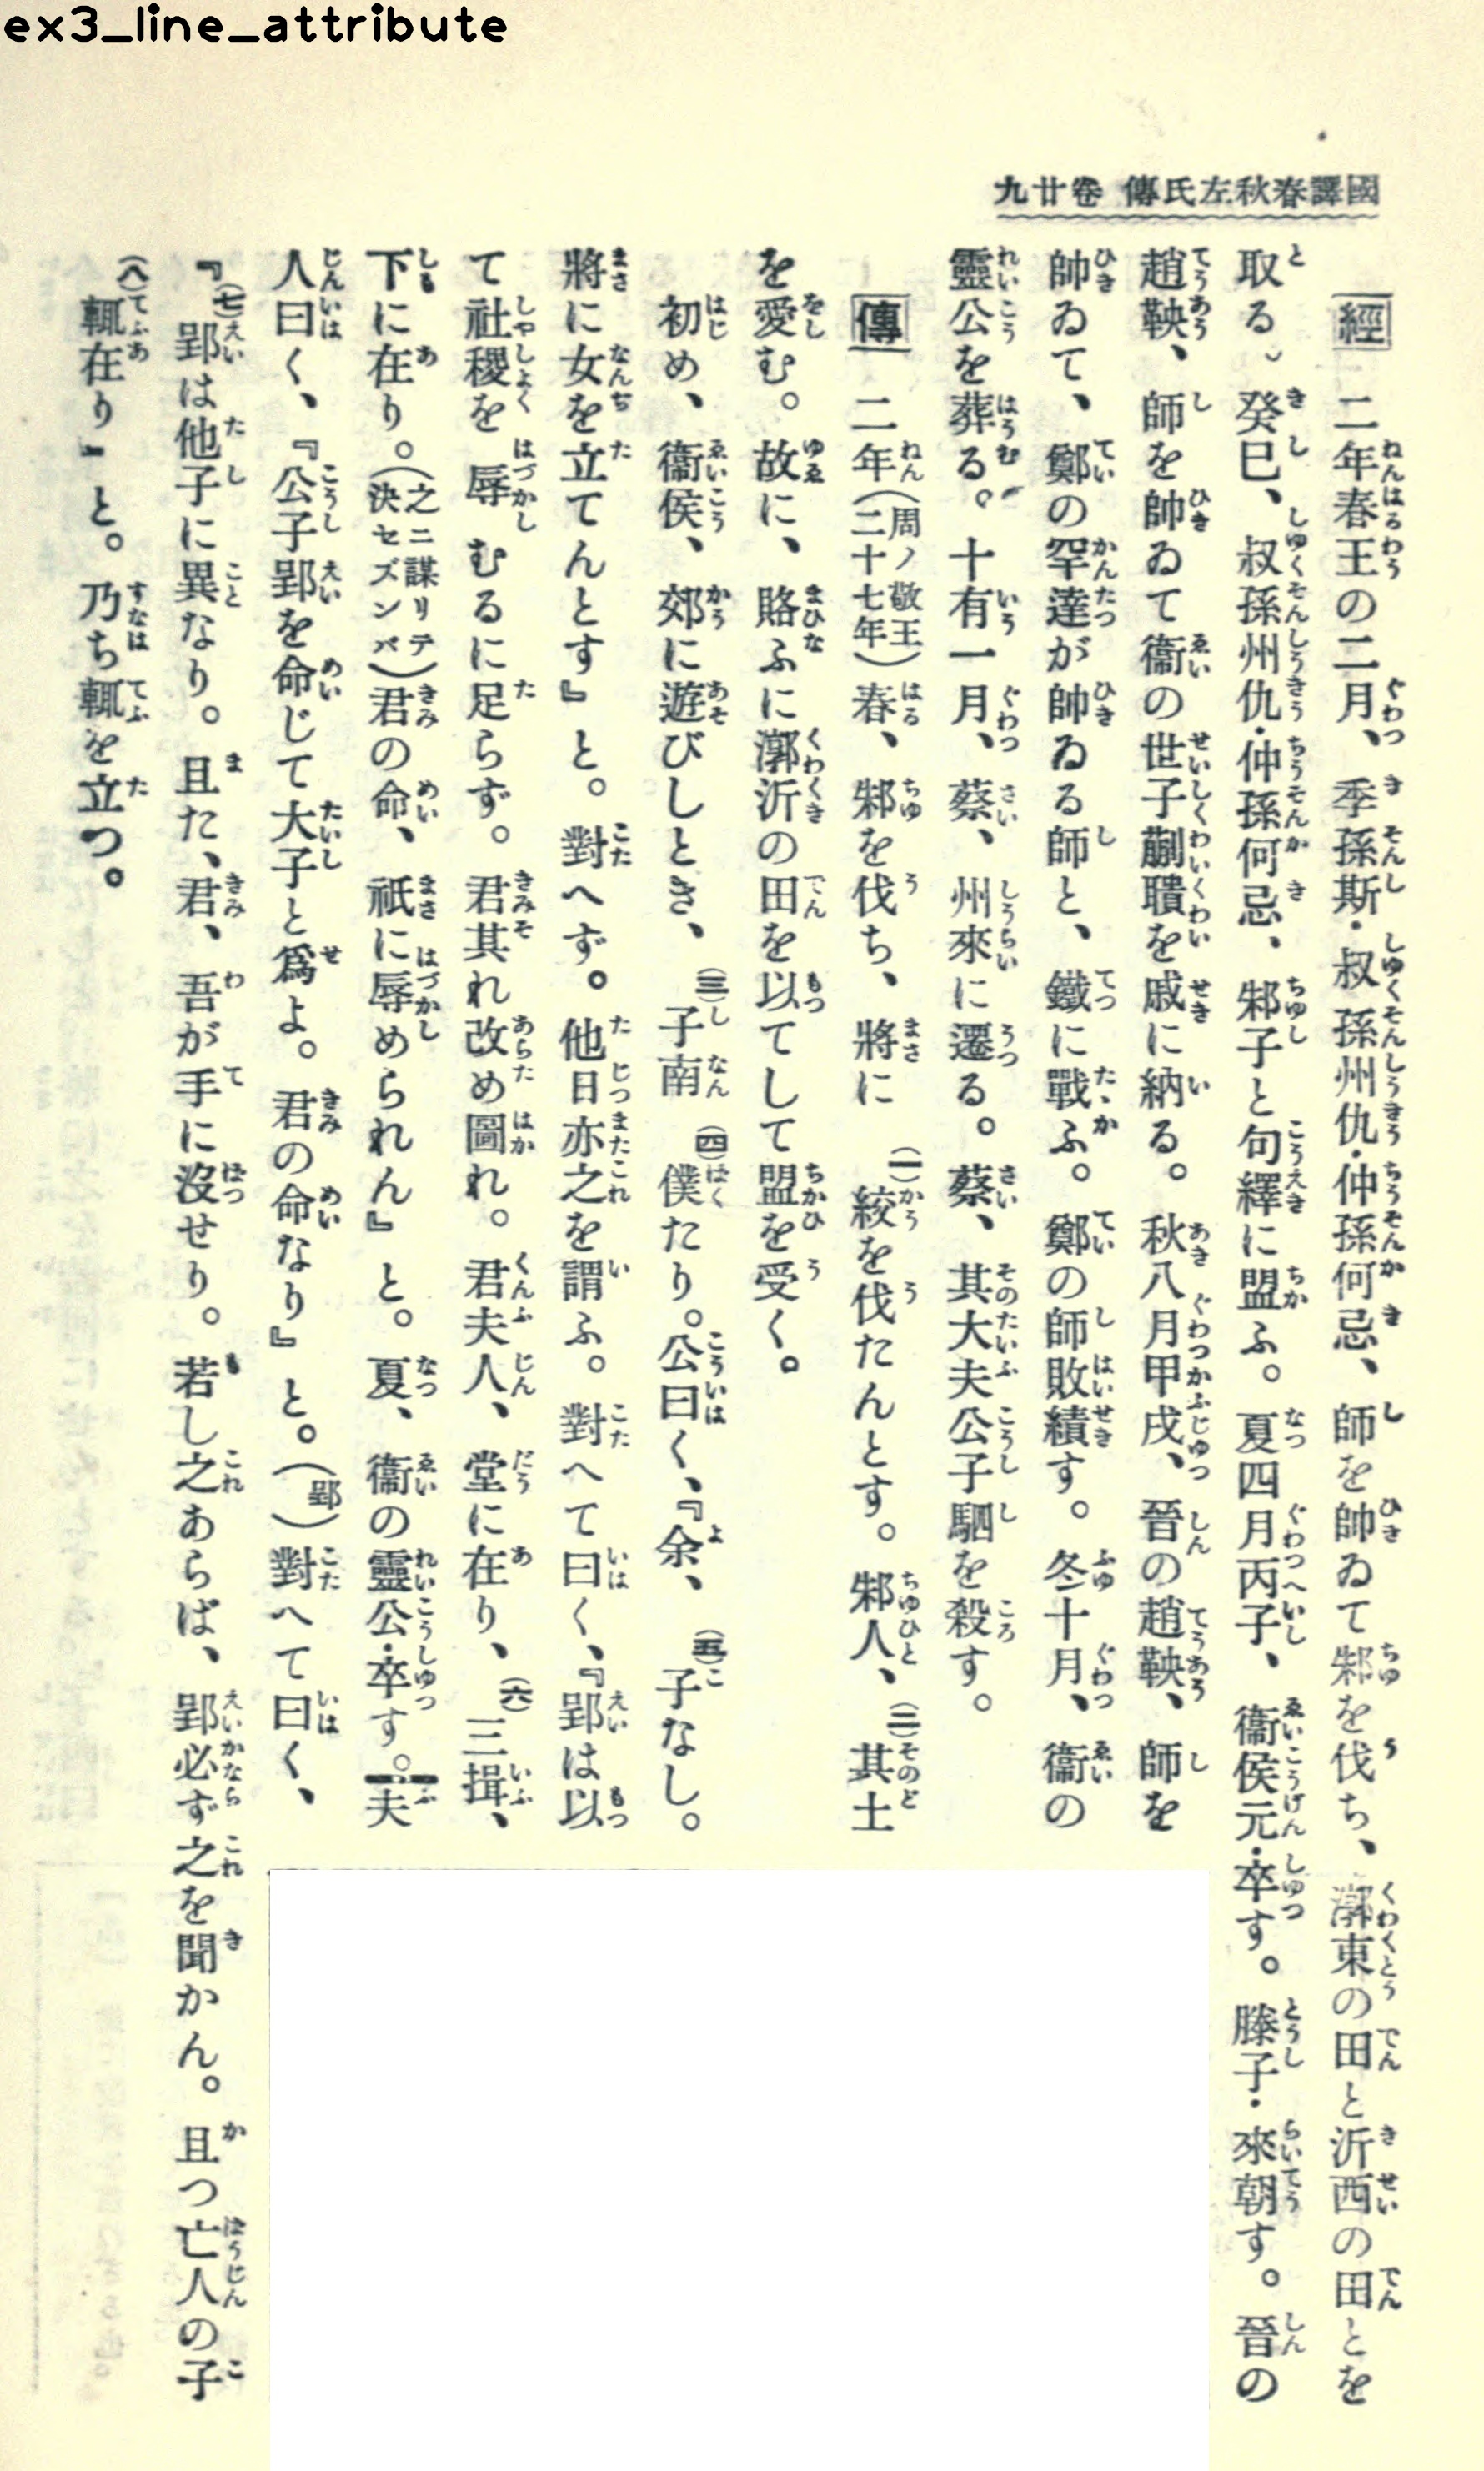 ex3_line_attribute
國譯春秋左氏傳 卷廿九
經 二年春王の二月、季孫斯・叔孫州仇・仲孫何忌、師を帥ゐて邾を伐ち、漷東の田と沂西の田とを
取る。癸巳、叔孫州仇・仲孫何忌、邾子と句繹に盟ふ。夏四月丙子、衞侯元・卒す。滕子・來朝す。晉の
趙鞅、師を帥ゐて衞の世子蒯聵を戚に納る。秋八月甲戌、晉の趙鞅、師を
帥ゐて、鄭の罕達が帥ゐる師と、鐵に戰ふ。鄭の師敗績す。冬十月、衞の
靈公を葬る。十有一月、蔡、州來に遷る。蔡、其大夫公子駟を殺す。
傳 二年(周ノ敬王二十七年)春、邾を伐ち、將に(一)絞を伐たんとす。邾人、(二)其土
を愛む。故に、賂ふに漷沂の田を以てして盟を受く。
初め、衞侯、郊に遊びしとき、(三)子南(四)僕たり。公曰く、『余、(五)子なし。
將に女を立てんとす』と。對へず。他日亦之を謂ふ。對へて曰く、『郢は以
て社稷を辱むるに足らず。君其れ改め圖れ。君夫人、堂に在り、(六)三揖、
下に在り。(之ニ謀リテ決セズンバ)君の命、祇に辱められん』と。夏、衞の靈公・卒す。夫
人曰く、『公子郢を命じて大子と爲よ。君の命なり』と。(郢)對へて曰く、
『(七)郢は他子に異なり。且た、君、吾が手に沒せり。若し之あらば、郢必ず之を聞かん。且つ亡人の子
(八)輒在り』と。乃ち輒を立つ。